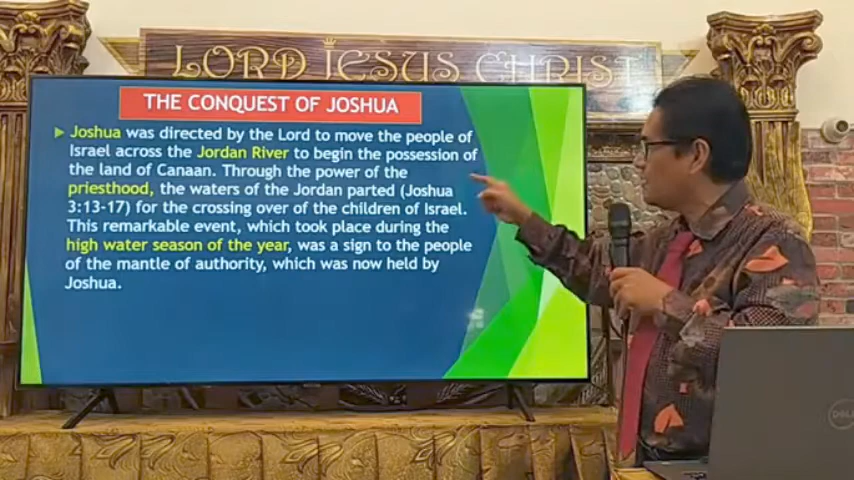 LORD JESUS CHRIST
THE CONQUEST OF JOSHUA
Joshua was directed by the Lord to move the people of
Israel across the Jordan River to begin the possession of
the land of Canaan. Through the power of the
priesthood, the waters of the Jordan parted (Joshua
3:13-17) for the crossing over of the children of Israel.
This remarkable event, which took place during the
high water season of the year, was a sign to the people
of the mantle of authority, which was now held by
Joshua.
DELL